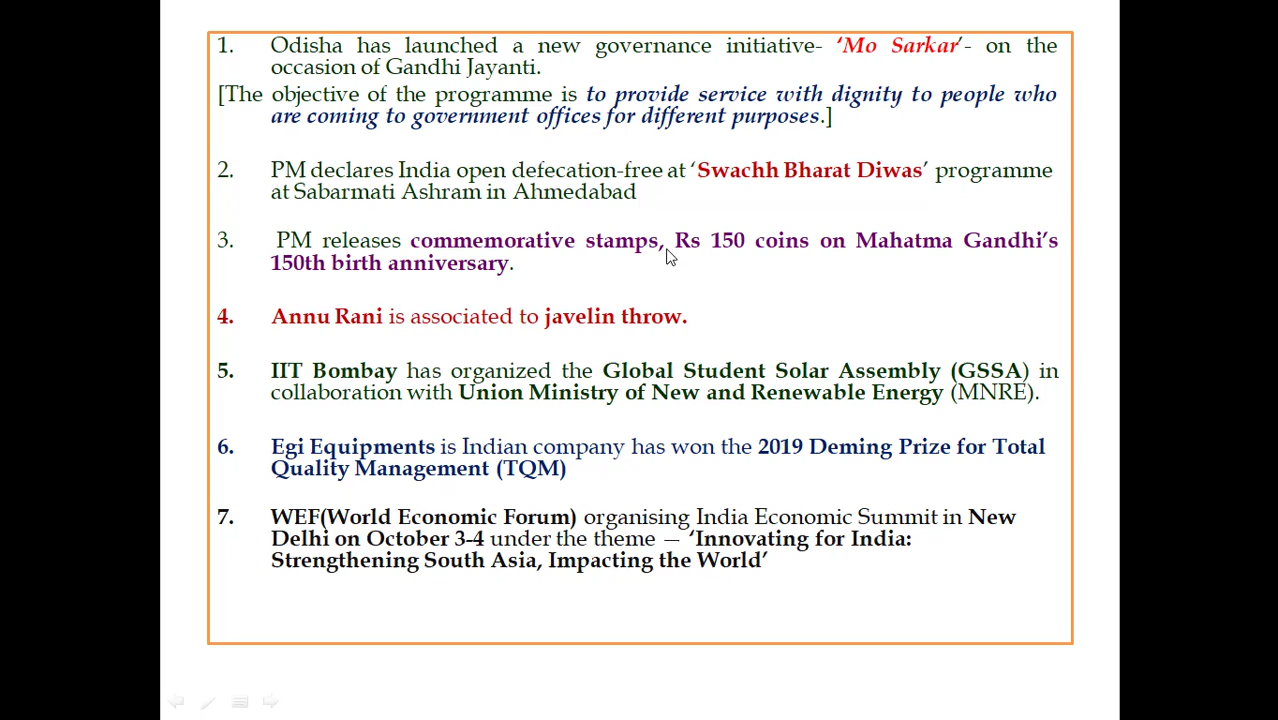 1. Odisha has launched a new governance initiative- ‘Mo Sarkar’- on the
occasion of Gandhi Jayanti.
[The objective of the programme is to provide service with dignity to people who
are coming to government offices for different purposes.]
2. PM declares India open defecation-free at ‘Swachh Bharat Diwas’ programme
at Sabarmati Ashram in Ahmedabad
3. PM releases commemorative stamps, Rs 150 coins on Mahatma Gandhi’s
150th birth anniversary.
4. Annu Rani is associated to javelin throw.
5. IIT Bombay has organized the Global Student Solar Assembly (GSSA) in
collaboration with Union Ministry of New and Renewable Energy (MNRE).
6. Egi Equipments is Indian company has won the 2019 Deming Prize for Total
Quality Management (TQM)
7. WEF(World Economic Forum) organising India Economic Summit in New
Delhi on October 3-4 under the theme — ‘Innovating for India:
Strengthening South Asia, Impacting the World’